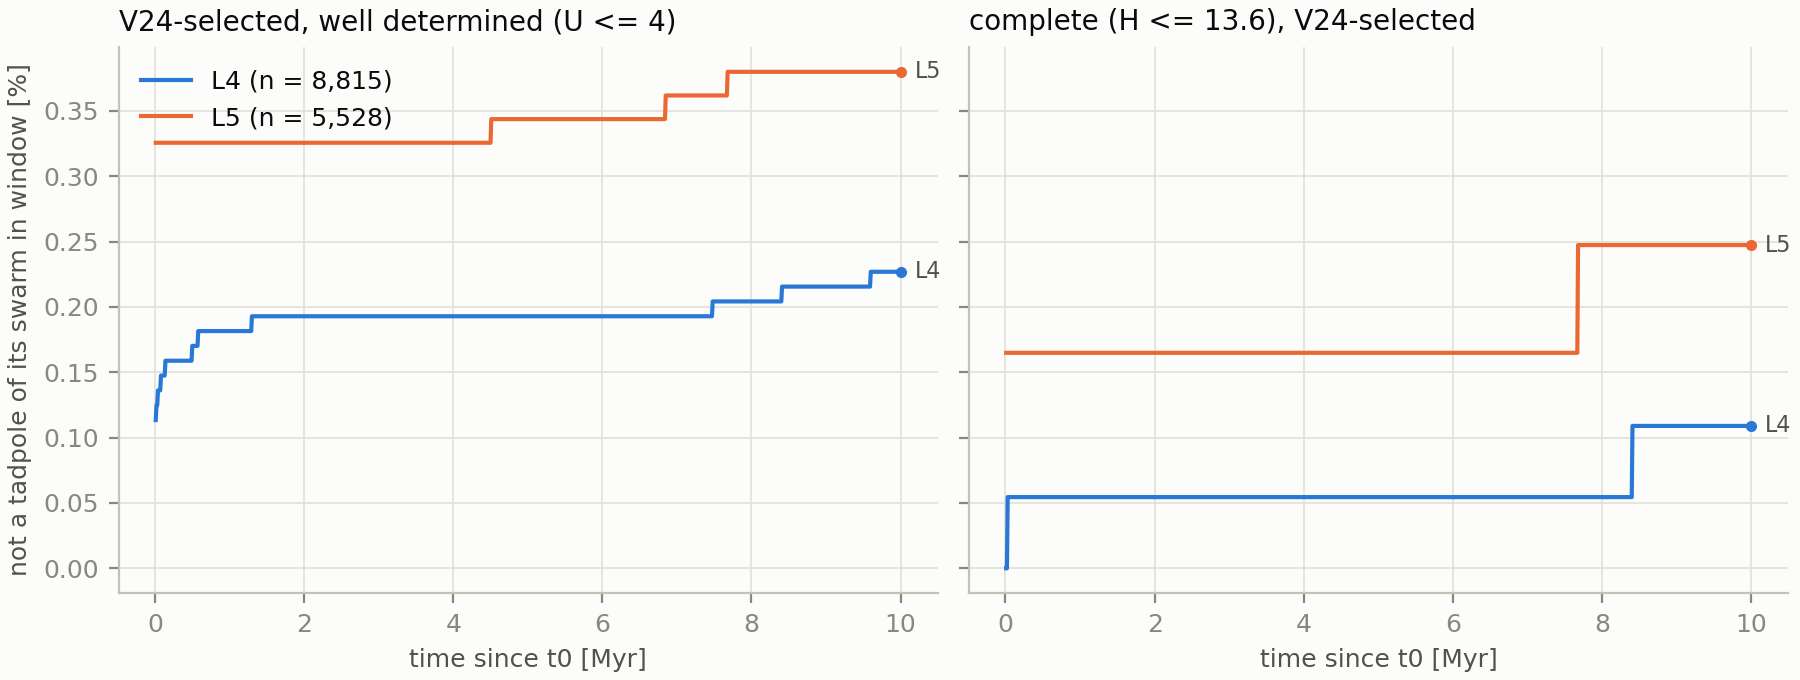 V24-selected, well determined (U <= 4)
L4 (n = 8,815)
L5 (n = 5,528)
L5
L4
not a tadpole of its swarm in window [%]
0.35
0.30
0.25
0.20
0.15
0.10
0.05
0.00
0 2 4 6 8 10
time since t0 [Myr]
complete (H <= 13.6), V24-selected
L5
L4
0 2 4 6 8 10
time since t0 [Myr]